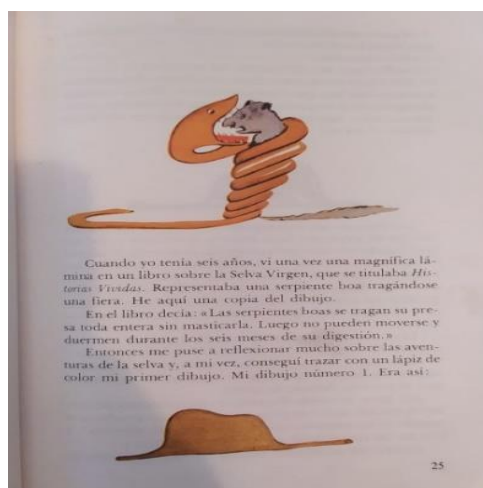 Cuando yo tenía seis años, vi una vez una magnífica lá-
mina en un libro sobre la Selva Virgen, que se titulaba His-
torias Vividas. Representaba una serpiente boa tragándose
una fiera. He aquí una copia del dibujo.
En el libro decía: «Las serpientes boas se tragan su pre-
sa toda entera sin masticarla. Luego no pueden moverse y
duermen durante los seis meses de su digestión.»
Entonces me puse a reflexionar mucho sobre las aven-
turas de la selva y, a mi vez, conseguí trazar con un lápiz de
color mi primer dibujo. Mi dibujo número 1. Era así:
25